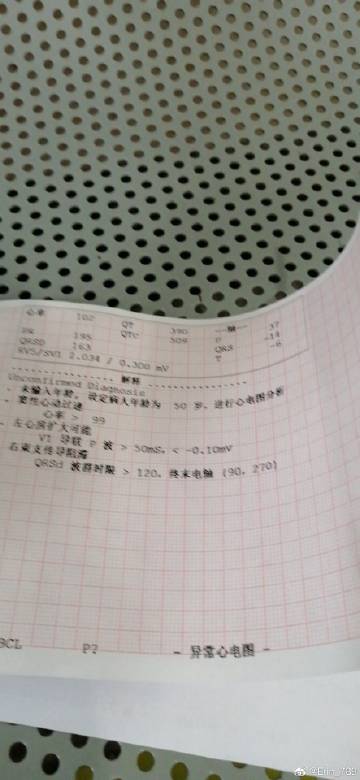 心率 102 QT 390 --轴-- 37
PR 195 QTc 509 P -14
QRSD 163 QRS -6
RV5/SV1 2.034 / 0.300 mV T
---------------- 解释 ----------------
Unconfirmed Diagnosis
- 未输入年龄, 设定病人年龄为 50 岁, 进行心电图分析
- 窦性心动过速
心率 > 99
- 左心房扩大可能
V1 导联 P 波 > 50mS, < -0.10mV
右束支传导阻滞
QRSd 波群时限 > 120, 终末电轴 (90, 270)
P?
- 异常心电图 -